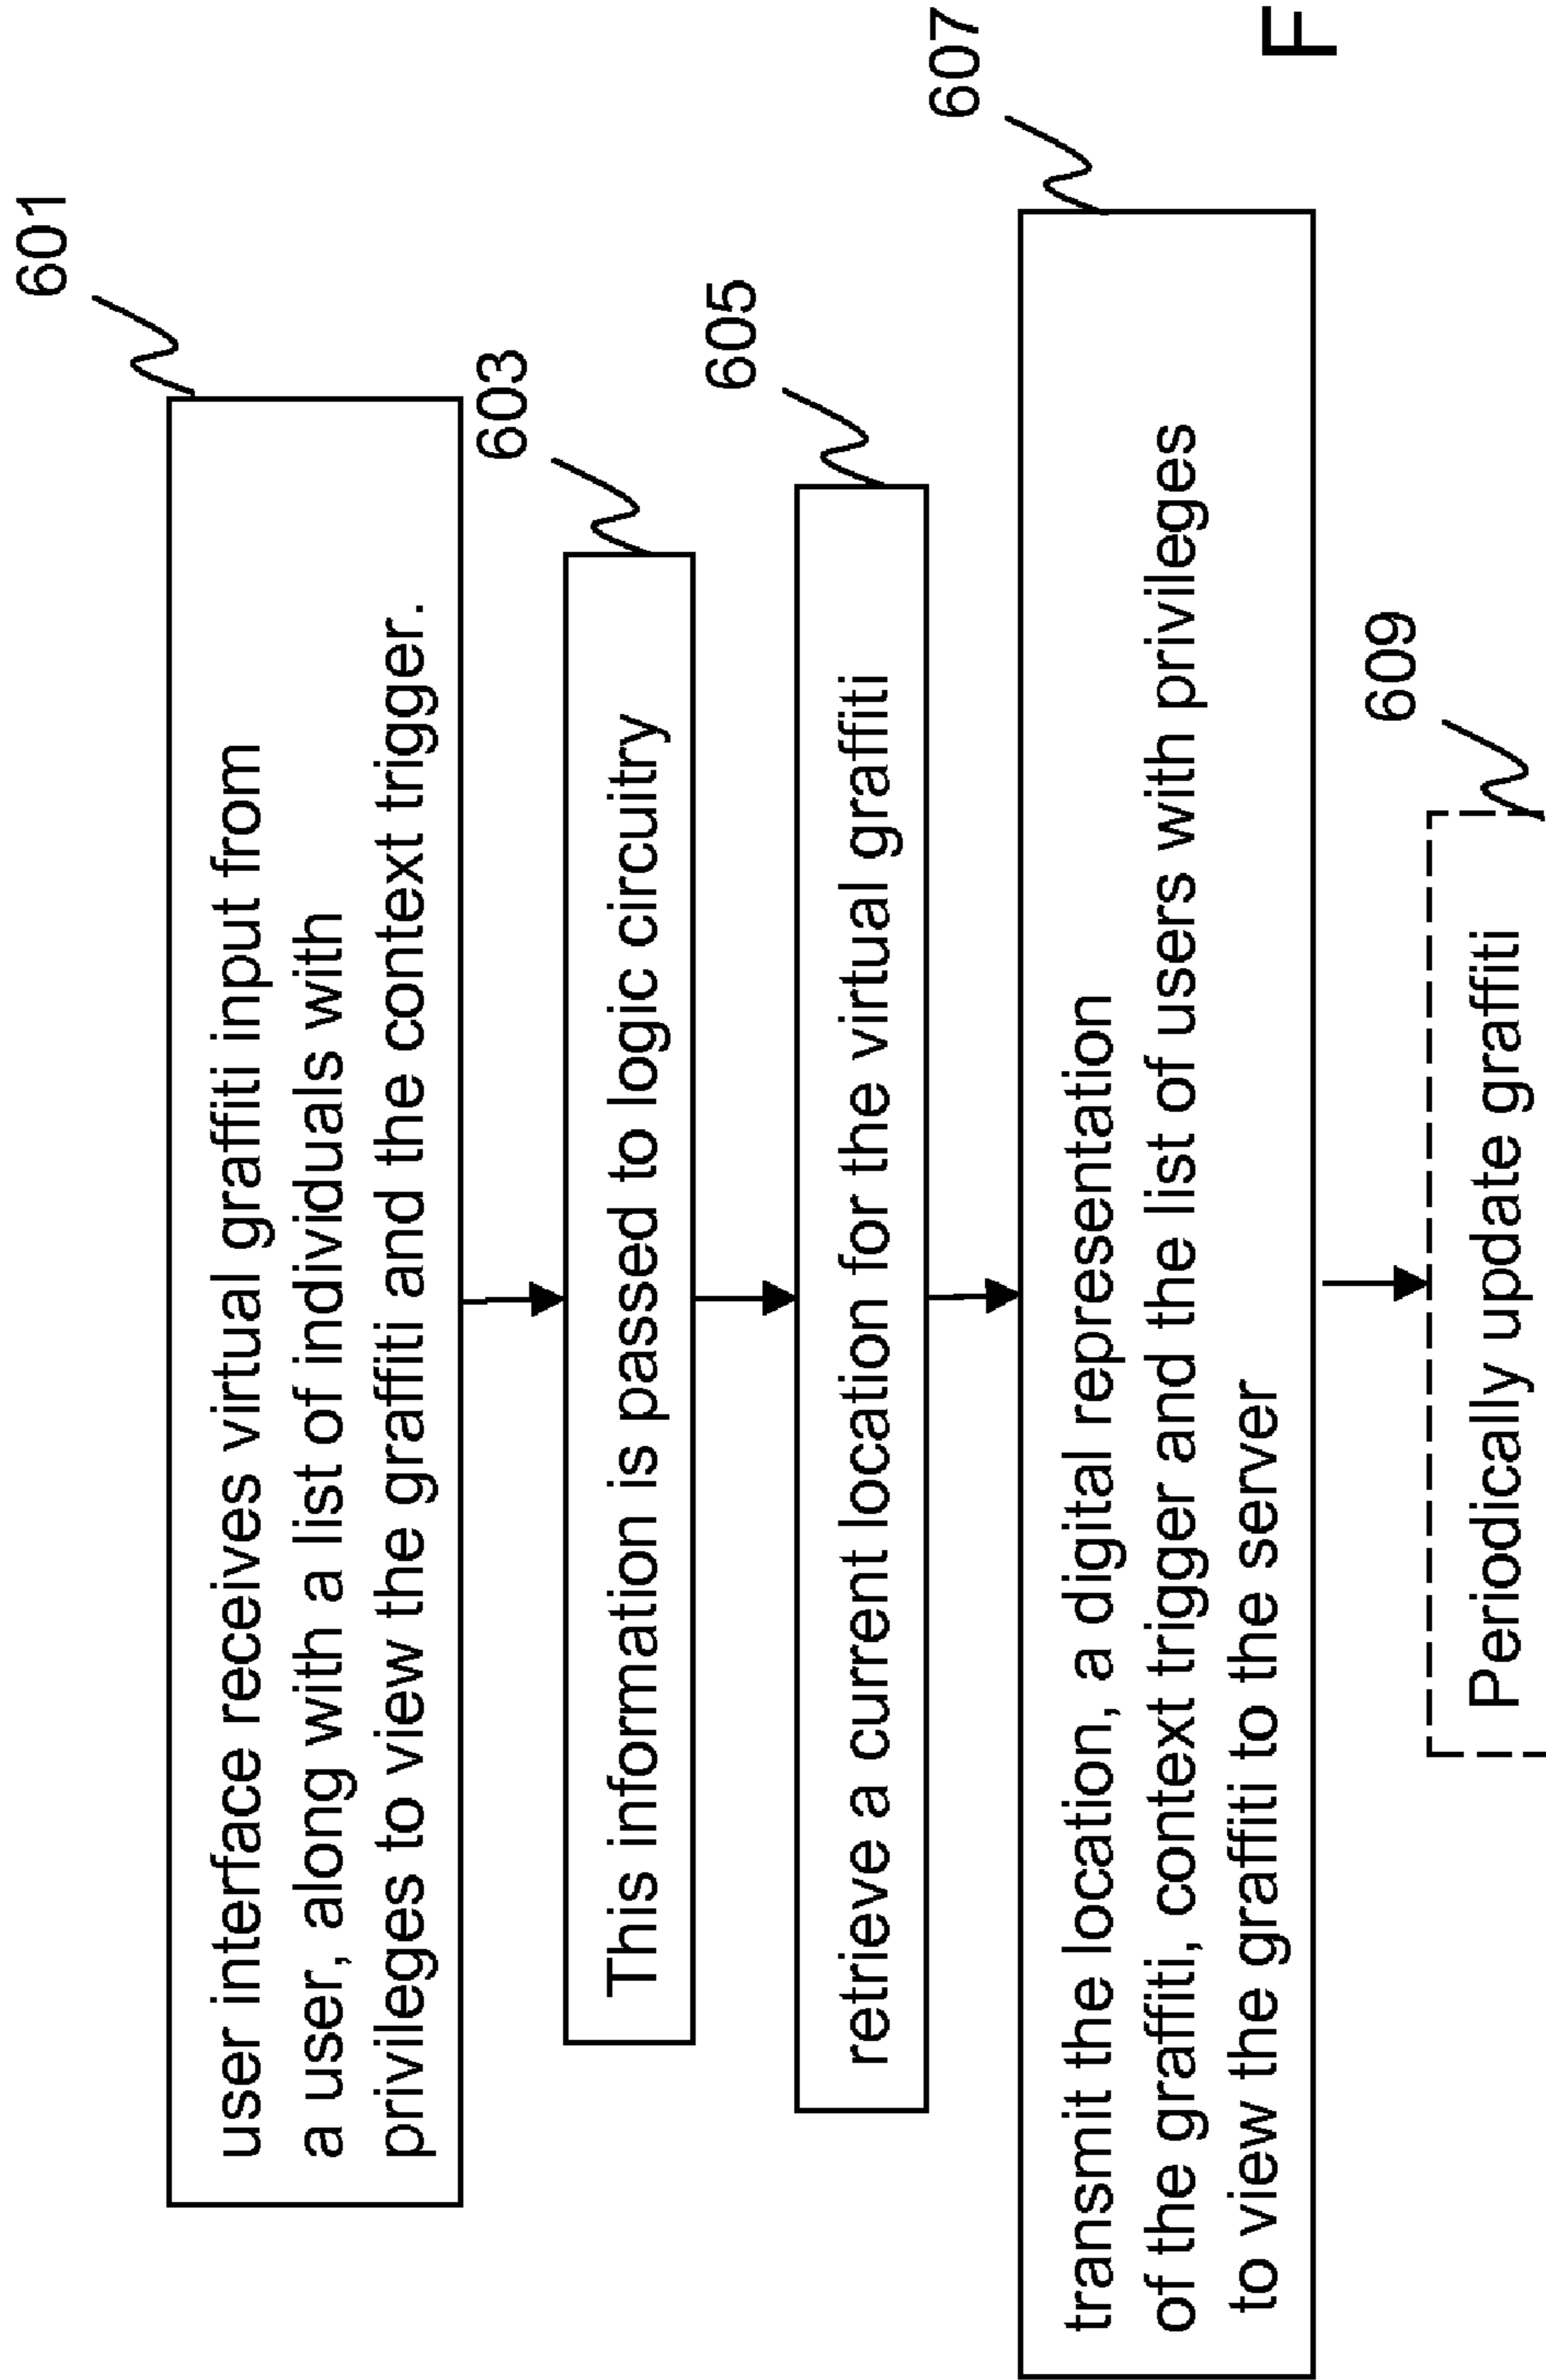 601
user interface receives virtual graffiti input from
a user, along with a list of individuals with
privileges to view the graffiti and the context trigger.
603
This information is passed to logic circuitry
605
retrieve a current location for the virtual graffiti
607
transmit the location, a digital representation
of the graffiti, context trigger and the list of users with privileges
to view the graffiti to the server
609
Periodically update graffiti
F